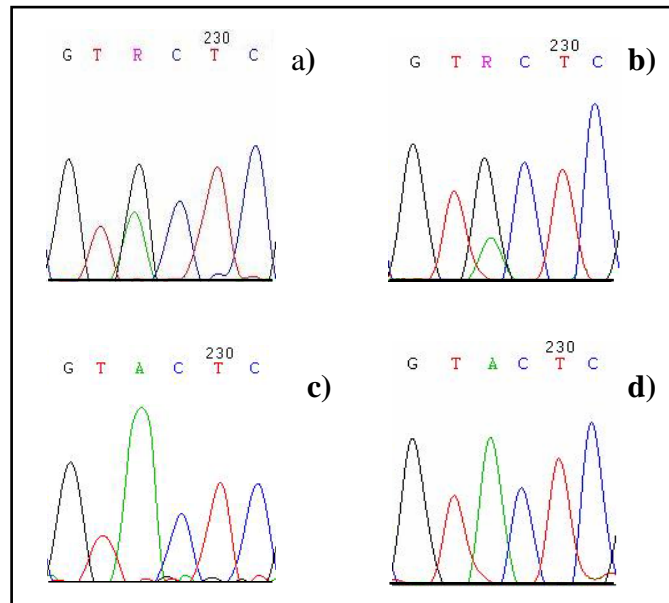 230
G T R C T C a)
230
G T R C T C b)
230
G T A C T C c)
230
G T A C T C d)